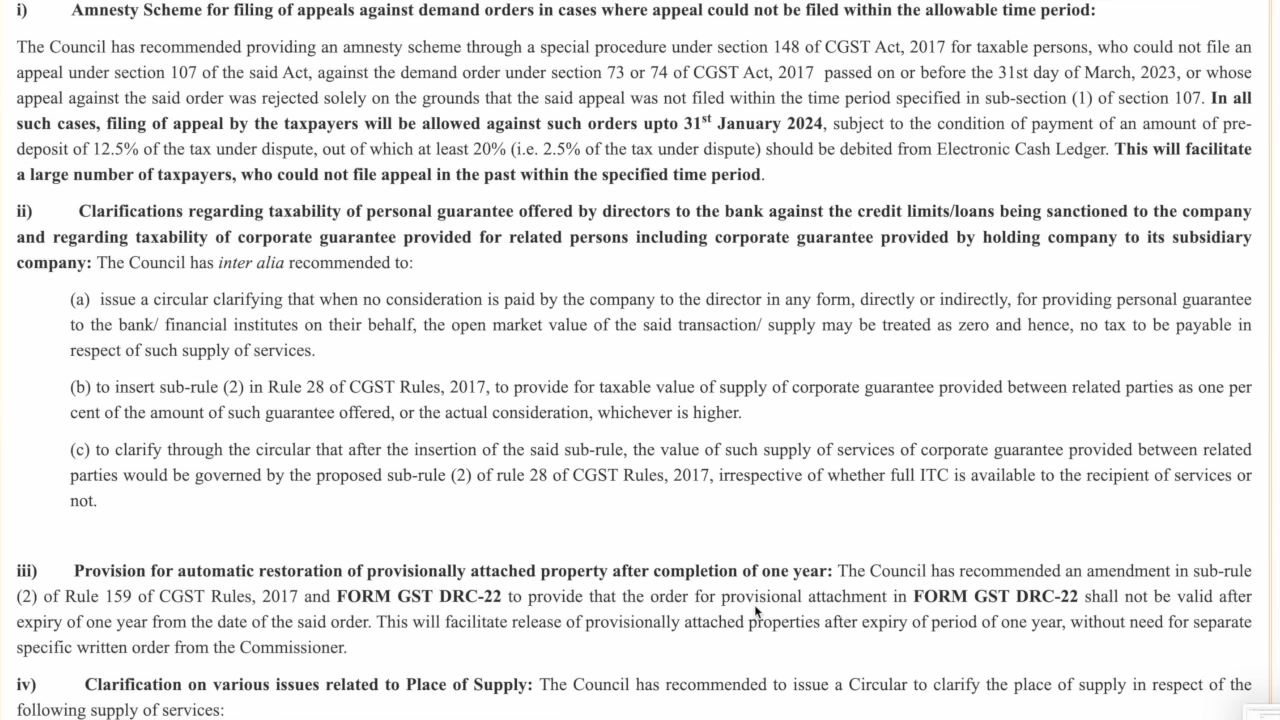 i) Amnesty Scheme for filing of appeals against demand orders in cases where appeal could not be filed within the allowable time period:
The Council has recommended providing an amnesty scheme through a special procedure under section 148 of CGST Act, 2017 for taxable persons, who could not file an
appeal under section 107 of the said Act, against the demand order under section 73 or 74 of CGST Act, 2017 passed on or before the 31st day of March, 2023, or whose
appeal against the said order was rejected solely on the grounds that the said appeal was not filed within the time period specified in sub-section (1) of section 107. In all
such cases, filing of appeal by the taxpayers will be allowed against such orders upto 31st January 2024, subject to the condition of payment of an amount of pre-
deposit of 12.5% of the tax under dispute, out of which at least 20% (i.e. 2.5% of the tax under dispute) should be debited from Electronic Cash Ledger. This will facilitate
a large number of taxpayers, who could not file appeal in the past within the specified time period.
ii) Clarifications regarding taxability of personal guarantee offered by directors to the bank against the credit limits/loans being sanctioned to the company
and regarding taxability of corporate guarantee provided for related persons including corporate guarantee provided by holding company to its subsidiary
company: The Council has inter alia recommended to:
(a) issue a circular clarifying that when no consideration is paid by the company to the director in any form, directly or indirectly, for providing personal guarantee
to the bank/ financial institutes on their behalf, the open market value of the said transaction/ supply may be treated as zero and hence, no tax to be payable in
respect of such supply of services.
(b) to insert sub-rule (2) in Rule 28 of CGST Rules, 2017, to provide for taxable value of supply of corporate guarantee provided between related parties as one per
cent of the amount of such guarantee offered, or the actual consideration, whichever is higher.
(c) to clarify through the circular that after the insertion of the said sub-rule, the value of such supply of services of corporate guarantee provided between related
parties would be governed by the proposed sub-rule (2) of rule 28 of CGST Rules, 2017, irrespective of whether full ITC is available to the recipient of services or
not.
iii) Provision for automatic restoration of provisionally attached property after completion of one year: The Council has recommended an amendment in sub-rule
(2) of Rule 159 of CGST Rules, 2017 and FORM GST DRC-22 to provide that the order for provisional attachment in FORM GST DRC-22 shall not be valid after
expiry of one year from the date of the said order. This will facilitate release of provisionally attached properties after expiry of period of one year, without need for separate
specific written order from the Commissioner.
iv) Clarification on various issues related to Place of Supply: The Council has recommended to issue a Circular to clarify the place of supply in respect of the
following supply of services: